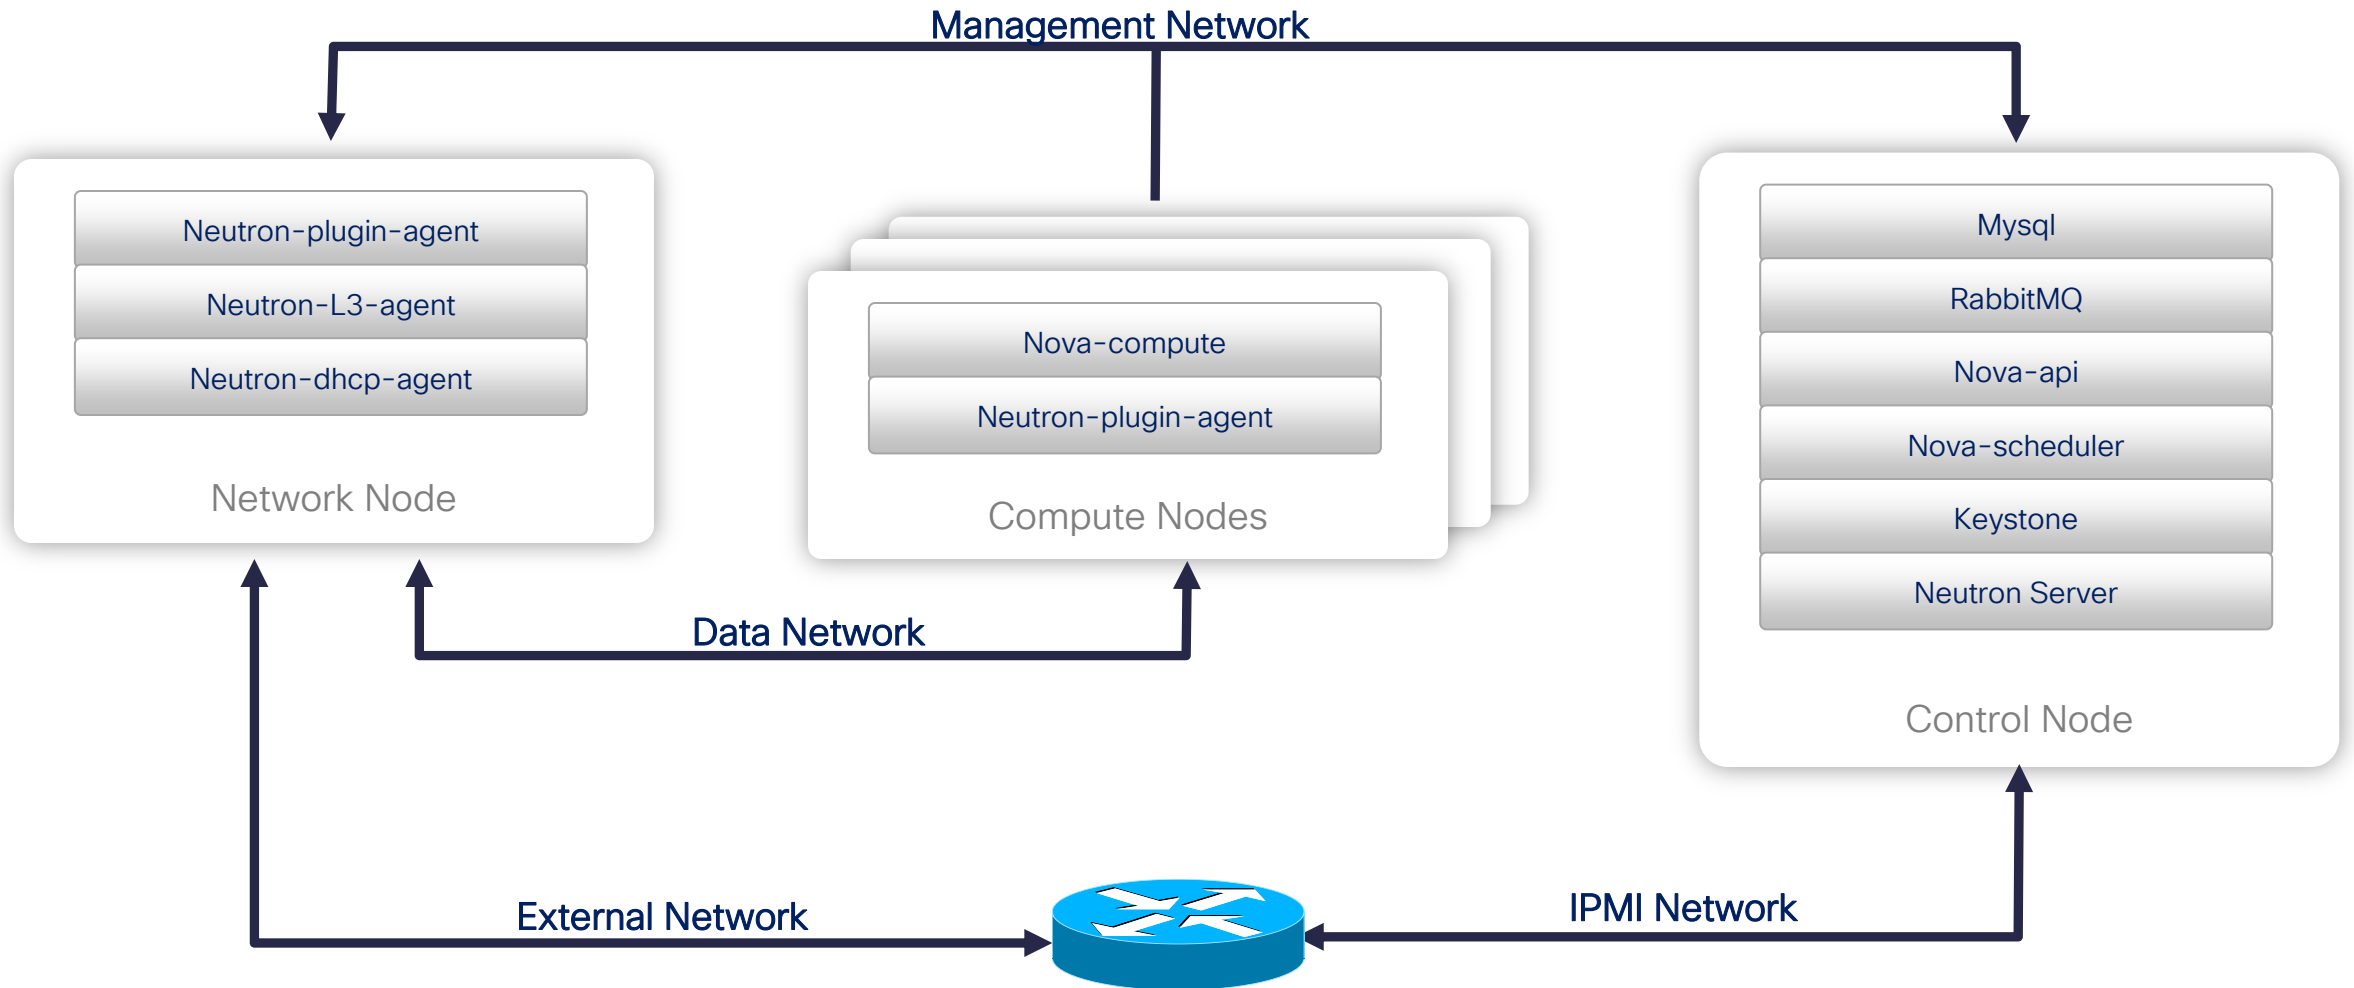 Management Network
Neutron-plugin-agent
Neutron-L3-agent
Neutron-dhcp-agent
Network Node
Nova-compute
Neutron-plugin-agent
Compute Nodes
Mysql
RabbitMQ
Nova-api
Nova-scheduler
Keystone
Neutron Server
Control Node
Data Network
External Network
IPMI Network